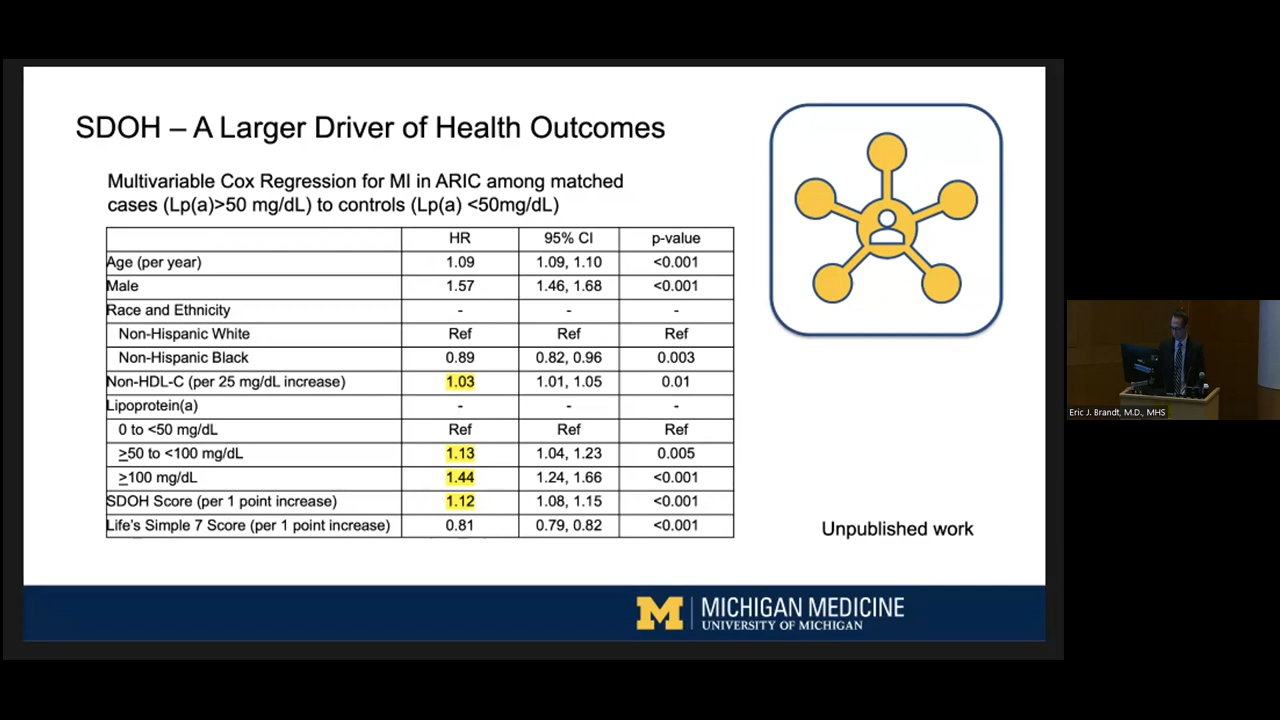 SDOH – A Larger Driver of Health Outcomes
Multivariable Cox Regression for MI in ARIC among matched
cases (Lp(a)>50 mg/dL) to controls (Lp(a) <50mg/dL)
HR 95% CI p-value
Age (per year) 1.09 1.09, 1.10 <0.001
Male 1.57 1.46, 1.68 <0.001
Race and Ethnicity - - -
Non-Hispanic White Ref Ref Ref
Non-Hispanic Black 0.89 0.82, 0.96 0.003
Non-HDL-C (per 25 mg/dL increase) 1.03 1.01, 1.05 0.01
Lipoprotein(a) - - -
0 to <50 mg/dL Ref Ref Ref
≥50 to <100 mg/dL 1.13 1.04, 1.23 0.005
≥100 mg/dL 1.44 1.24, 1.66 <0.001
SDOH Score (per 1 point increase) 1.12 1.08, 1.15 <0.001
Life's Simple 7 Score (per 1 point increase) 0.81 0.79, 0.82 <0.001
Unpublished work
M MICHIGAN MEDICINE
UNIVERSITY OF MICHIGAN
Eric J. Brandt, M.D., MHS